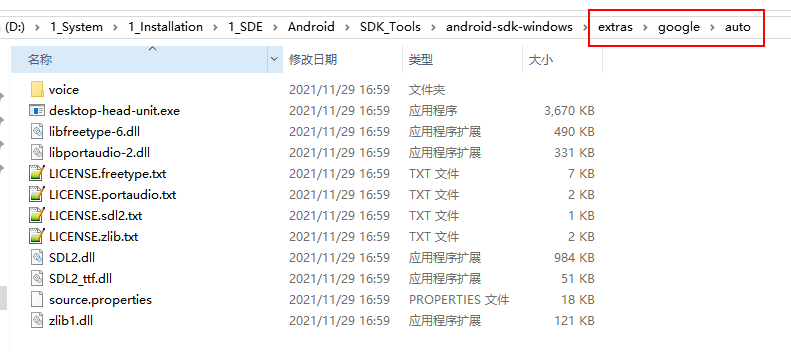 (D:) › 1_System › 1_Installation › 1_SDE › Android › SDK_Tools › android-sdk-windows › extras › google › auto
名称 修改日期 类型 大小
voice 2021/11/29 16:59 文件夹
desktop-head-unit.exe 2021/11/29 16:59 应用程序 3,670 KB
libfreetype-6.dll 2021/11/29 16:59 应用程序扩展 490 KB
libportaudio-2.dll 2021/11/29 16:59 应用程序扩展 331 KB
LICENSE.freetype.txt 2021/11/29 16:59 TXT 文件 7 KB
LICENSE.portaudio.txt 2021/11/29 16:59 TXT 文件 2 KB
LICENSE.sdl2.txt 2021/11/29 16:59 TXT 文件 1 KB
LICENSE.zlib.txt 2021/11/29 16:59 TXT 文件 2 KB
SDL2.dll 2021/11/29 16:59 应用程序扩展 984 KB
SDL2_ttf.dll 2021/11/29 16:59 应用程序扩展 51 KB
source.properties 2021/11/29 16:59 PROPERTIES 文件 18 KB
zlib1.dll 2021/11/29 16:59 应用程序扩展 121 KB